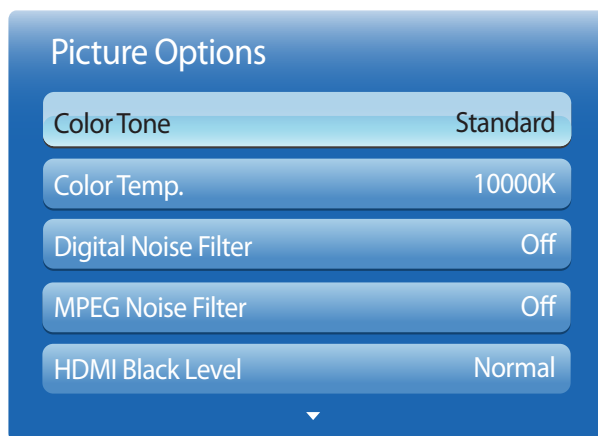 Picture Options
Color Tone Standard
Color Temp. 10000K
Digital Noise Filter Off
MPEG Noise Filter Off
HDMI Black Level Normal